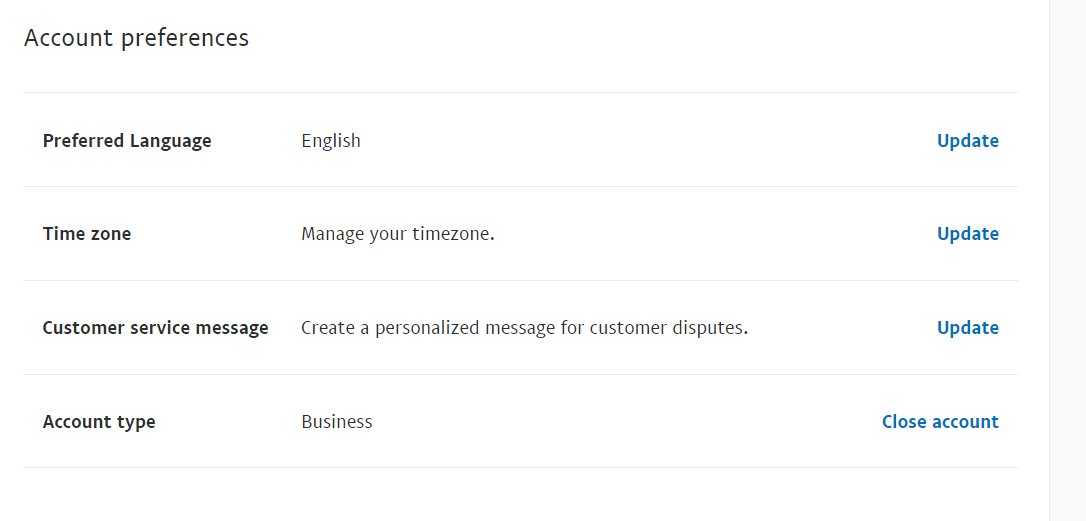 Account preferences
Preferred Language English Update
Time zone Manage your timezone. Update
Customer service message Create a personalized message for customer disputes. Update
Account type Business Close account